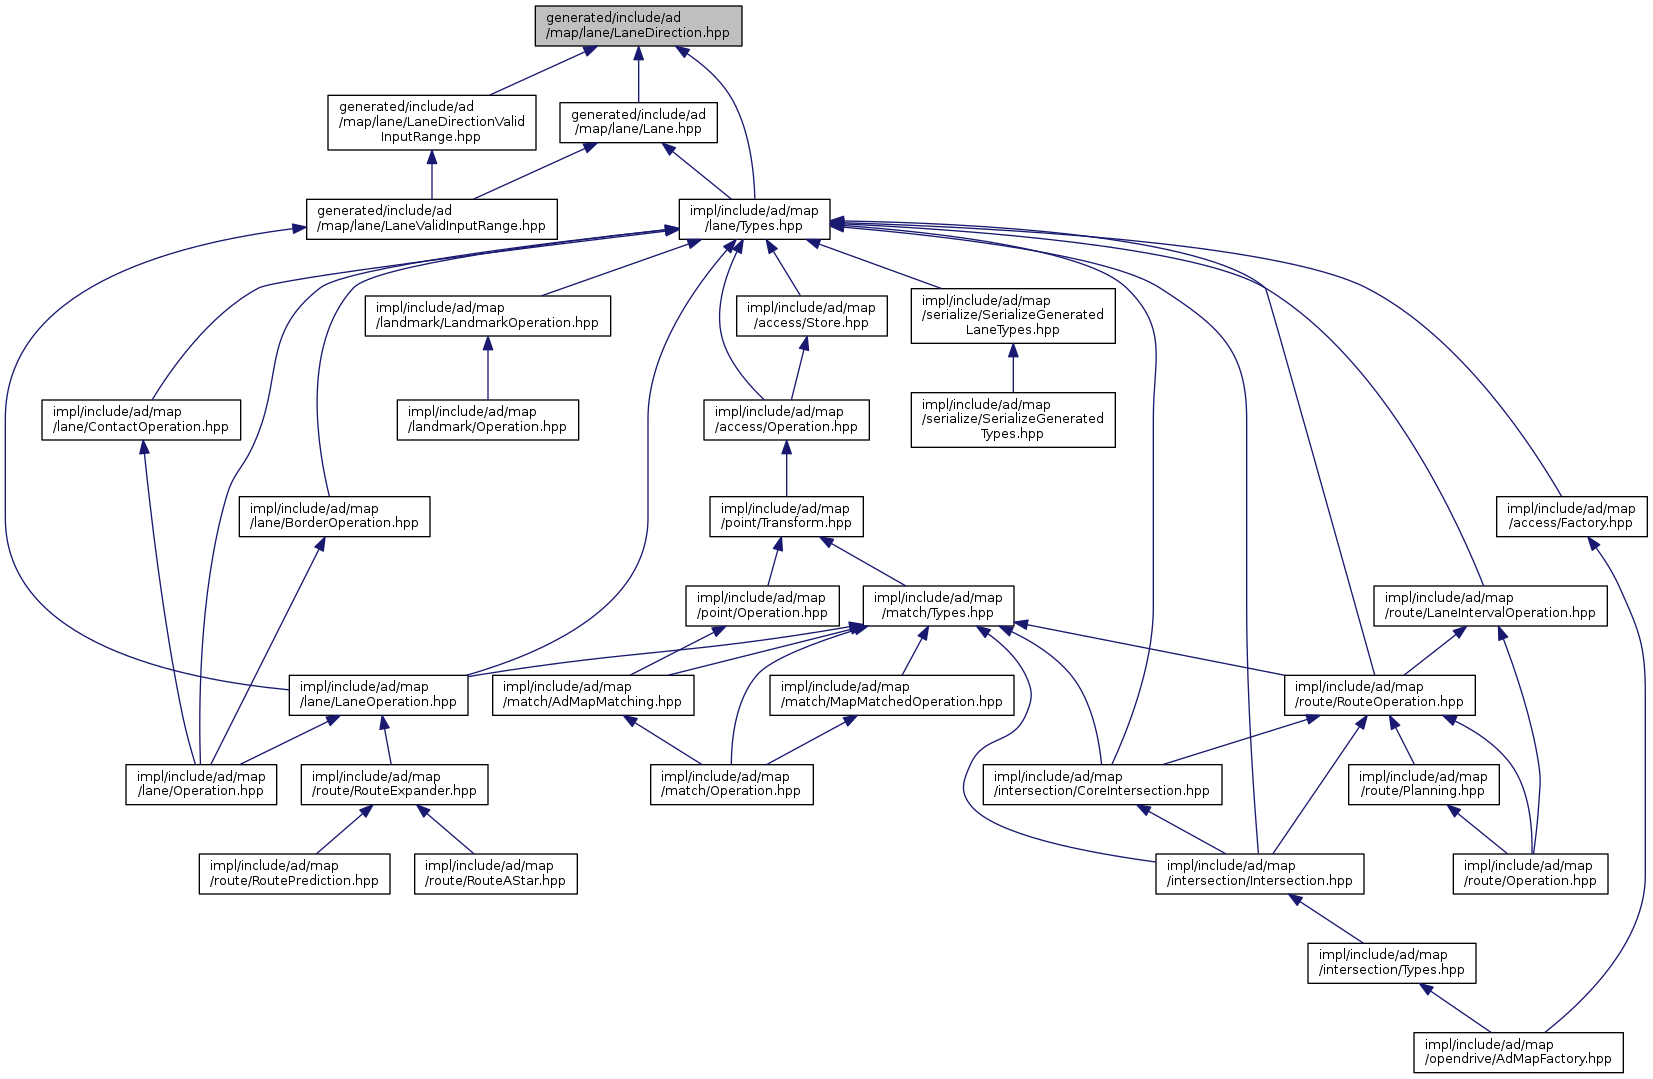 generated/include/ad
/map/lane/LaneDirection.hpp
generated/include/ad
/map/lane/LaneDirectionValid
InputRange.hpp
generated/include/ad
/map/lane/Lane.hpp
generated/include/ad
/map/lane/LaneValidInputRange.hpp
impl/include/ad/map
/lane/Types.hpp
impl/include/ad/map
/landmark/LandmarkOperation.hpp
impl/include/ad/map
/access/Store.hpp
impl/include/ad/map
/serialize/SerializeGenerated
LaneTypes.hpp
impl/include/ad/map
/lane/ContactOperation.hpp
impl/include/ad/map
/landmark/Operation.hpp
impl/include/ad/map
/access/Operation.hpp
impl/include/ad/map
/serialize/SerializeGenerated
Types.hpp
impl/include/ad/map
/lane/BorderOperation.hpp
impl/include/ad/map
/point/Transform.hpp
impl/include/ad/map
/access/Factory.hpp
impl/include/ad/map
/point/Operation.hpp
impl/include/ad/map
/match/Types.hpp
impl/include/ad/map
/route/LaneIntervalOperation.hpp
impl/include/ad/map
/lane/LaneOperation.hpp
impl/include/ad/map
/match/AdMapMatching.hpp
impl/include/ad/map
/match/MapMatchedOperation.hpp
impl/include/ad/map
/route/RouteOperation.hpp
impl/include/ad/map
/lane/Operation.hpp
impl/include/ad/map
/route/RouteExpander.hpp
impl/include/ad/map
/match/Operation.hpp
impl/include/ad/map
/intersection/CoreIntersection.hpp
impl/include/ad/map
/route/Planning.hpp
impl/include/ad/map
/route/RoutePrediction.hpp
impl/include/ad/map
/route/RouteAStar.hpp
impl/include/ad/map
/intersection/Intersection.hpp
impl/include/ad/map
/route/Operation.hpp
impl/include/ad/map
/intersection/Types.hpp
impl/include/ad/map
/opendrive/AdMapFactory.hpp